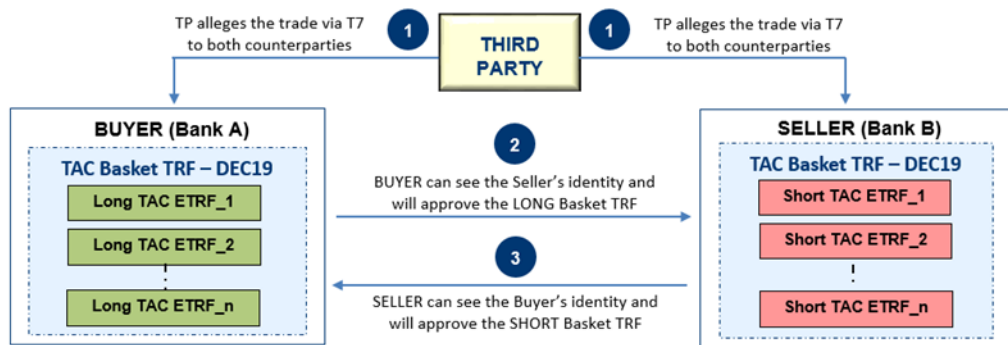 TP alleges the trade via T7
to both counterparties
1
THIRD
PARTY
1
TP alleges the trade via T7
to both counterparties
BUYER (Bank A)
TAC Basket TRF – DEC19
Long TAC ETRF_1
Long TAC ETRF_2
Long TAC ETRF_n
2
BUYER can see the Seller's identity and
will approve the LONG Basket TRF
3
SELLER can see the Buyer's identity and
will approve the SHORT Basket TRF
SELLER (Bank B)
TAC Basket TRF – DEC19
Short TAC ETRF_1
Short TAC ETRF_2
Short TAC ETRF_n